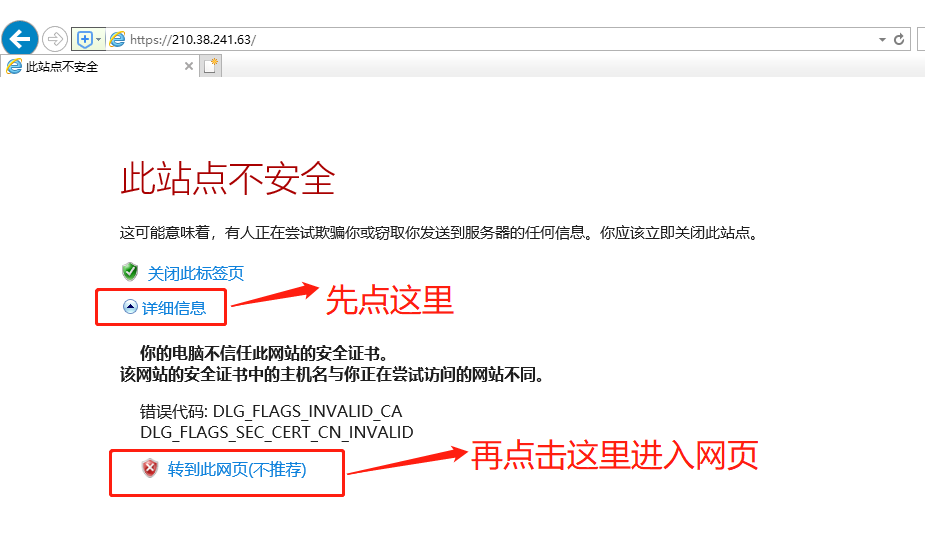 https://210.38.241.63/
此站点不安全
此站点不安全
这可能意味着，有人正在尝试欺骗你或窃取你发送到服务器的任何信息。你应该立即关闭此站点。
关闭此标签页
详细信息
先点这里
你的电脑不信任此网站的安全证书。
该网站的安全证书中的主机名与你正在尝试访问的网站不同。
错误代码: DLG_FLAGS_INVALID_CA
DLG_FLAGS_SEC_CERT_CN_INVALID
转到此网页(不推荐)
再点击这里进入网页